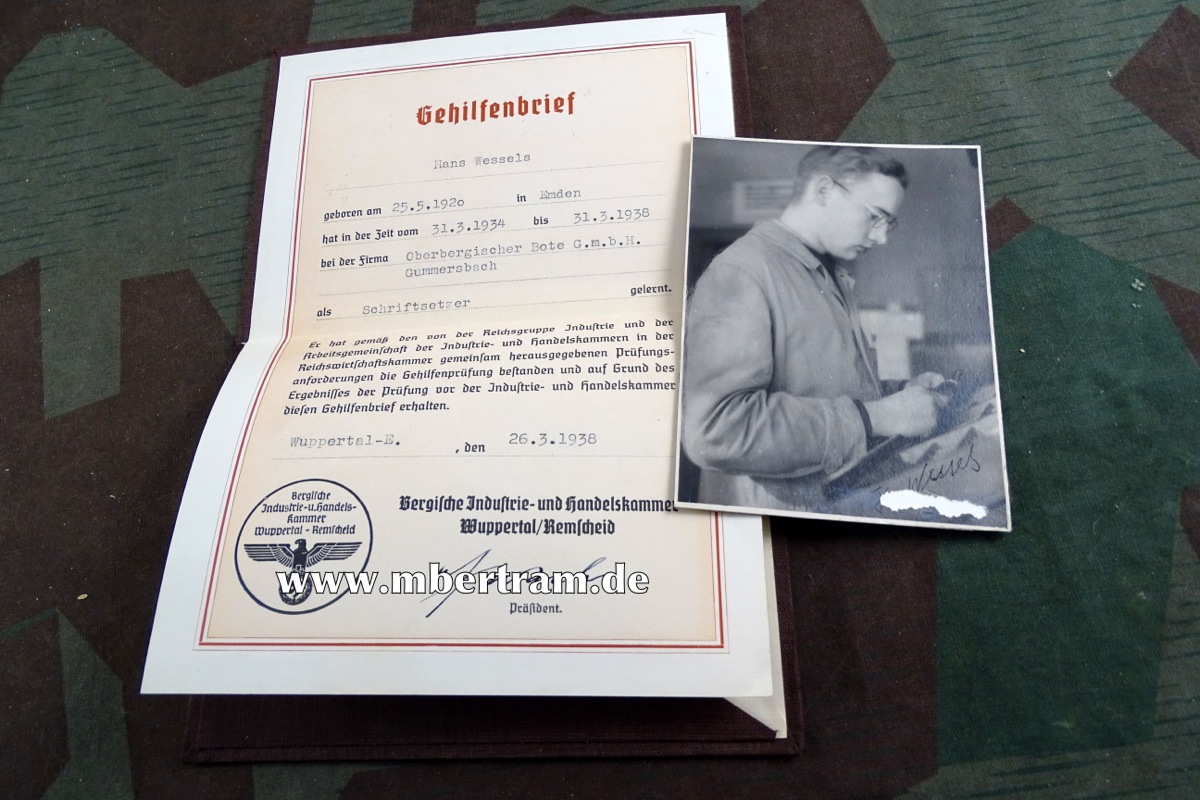 Gehilfenbrief
Hans Wessels
geboren am 25.5.1920 in Emden
hat in der Zeit vom 31.3.1934 bis 31.3.1938
bei der Firma Oberbergischer Bote G.m.b.H.
Gummersbach
als Schriftsetzer gelernt.
Er hat gemäß den von der Reichsgruppe Industrie und der
Arbeitsgemeinschaft der Industrie- und Handelskammern in der
Reichswirtschaftskammer gemeinsam herausgegebenen Prüfungs-
anforderungen die Gehilfenprüfung bestanden und auf Grund des
Ergebnisses der Prüfung vor der Industrie- und Handelskammer
diesen Gehilfenbrief erhalten.
Wuppertal-E. , den 26.3.1938
Bergische
Industrie-u.Handels-
Kammer
Wuppertal - Remscheid
Bergische Industrie- und Handelskammer
Wuppertal/Remscheid
Präsident.
www.mbertram.de
Wessels